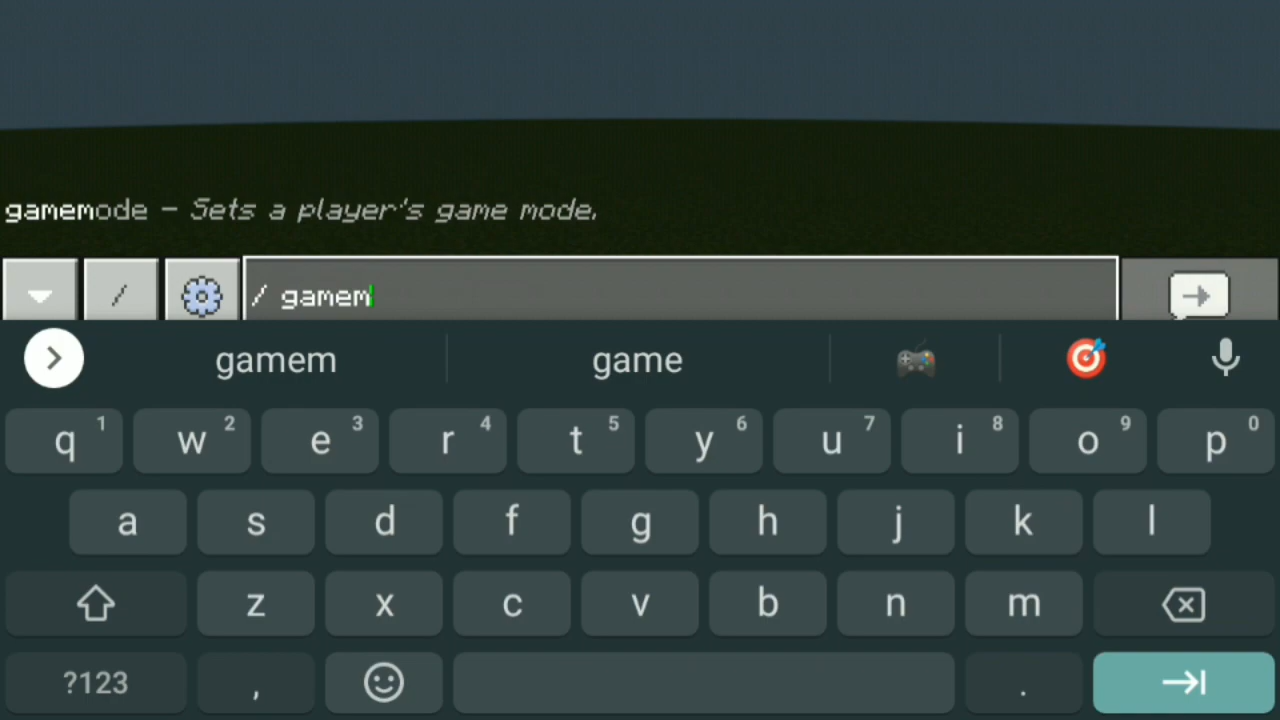 gamemode - Sets a player's game mode.
/ / gamem
gamem game
q 1 w 2 e 3 r 4 t 5 y 6 u 7 i 8 o 9 p 0
a s d f g h j k l
z x c v b n m
?123 , .